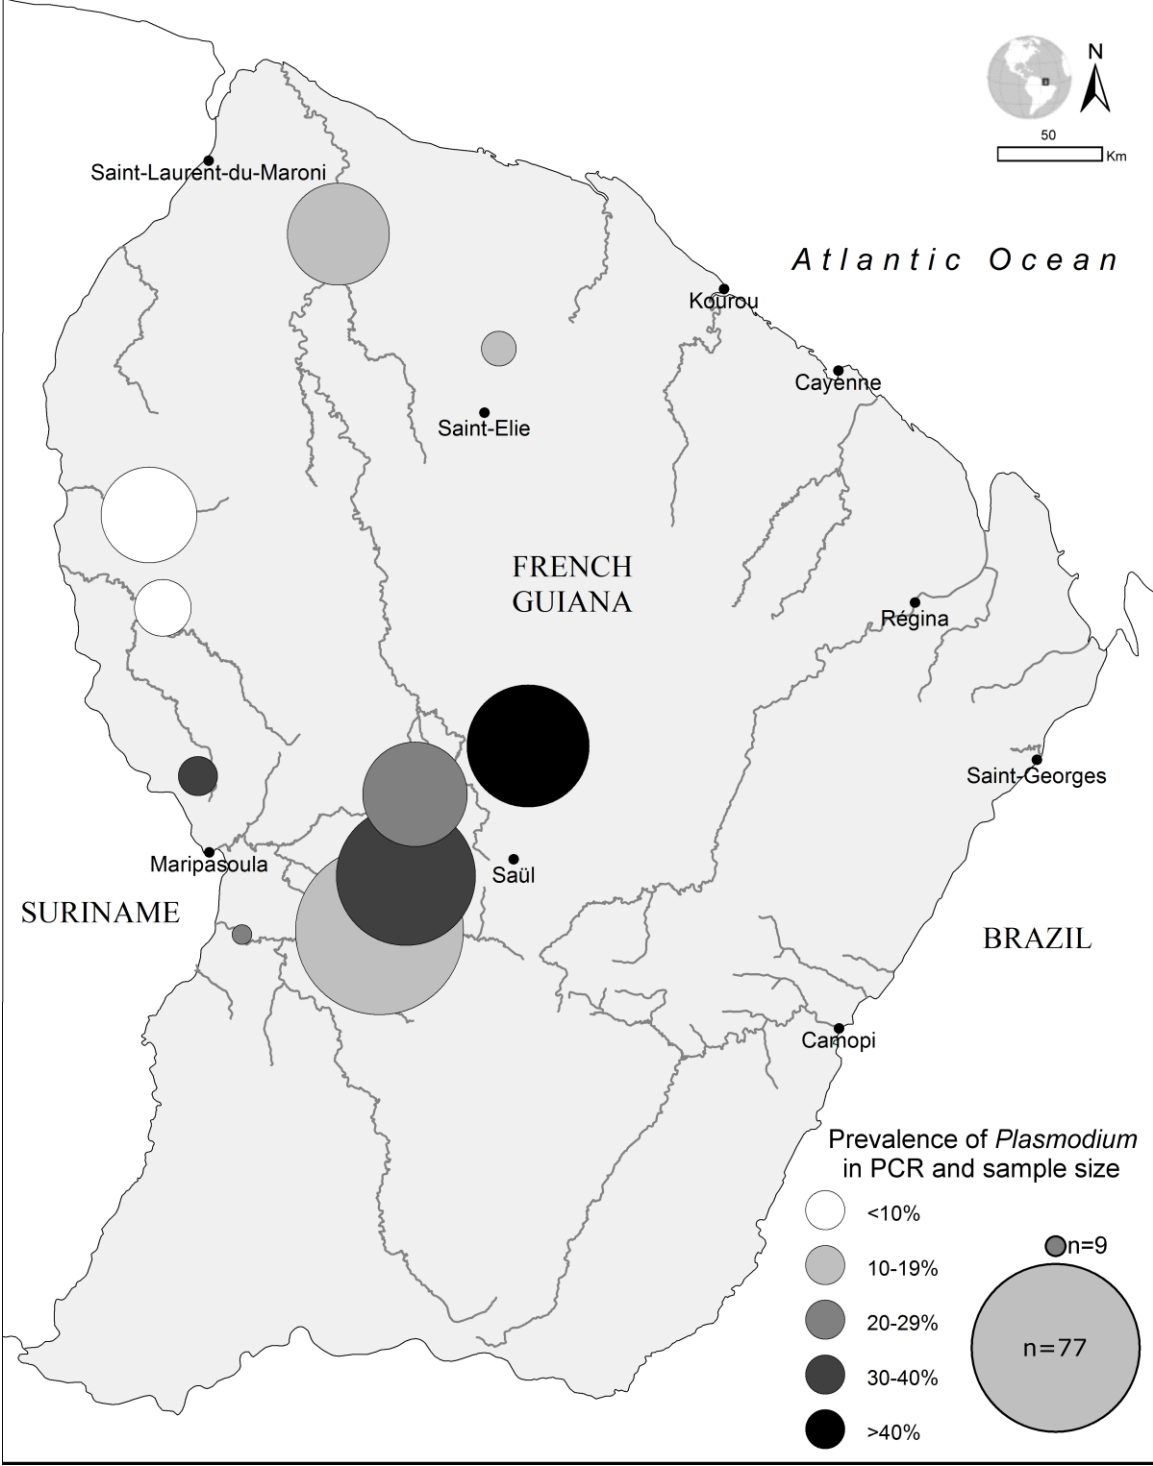 N
50
Km
Saint-Laurent-du-Maroni
Atlantic Ocean
Kourou
Cayenne
Saint-Elie
FRENCH
GUIANA
Régina
Saint-Georges
Maripasoula
Saül
SURINAME
BRAZIL
Camopi
Prevalence of Plasmodium
in PCR and sample size
<10%
n=9
10-19%
20-29%
n=77
30-40%
>40%